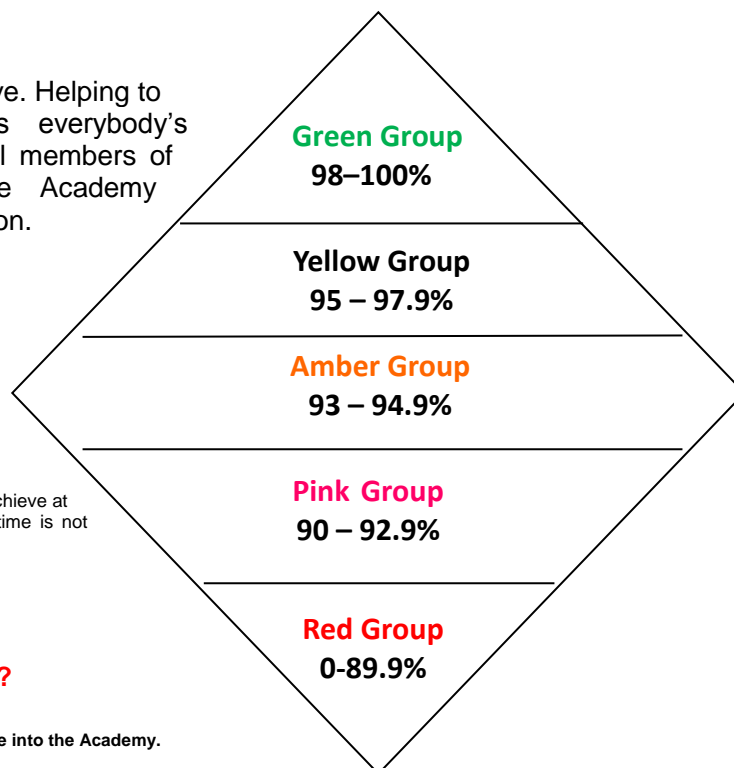 ve. Helping to
s everybody’s
l members of
e Academy
on.
Green Group
98–100%
Yellow Group
95 – 97.9%
Amber Group
93 – 94.9%
Pink Group
90 – 92.9%
Red Group
0-89.9%
chieve at
time is not
?
e into the Academy.